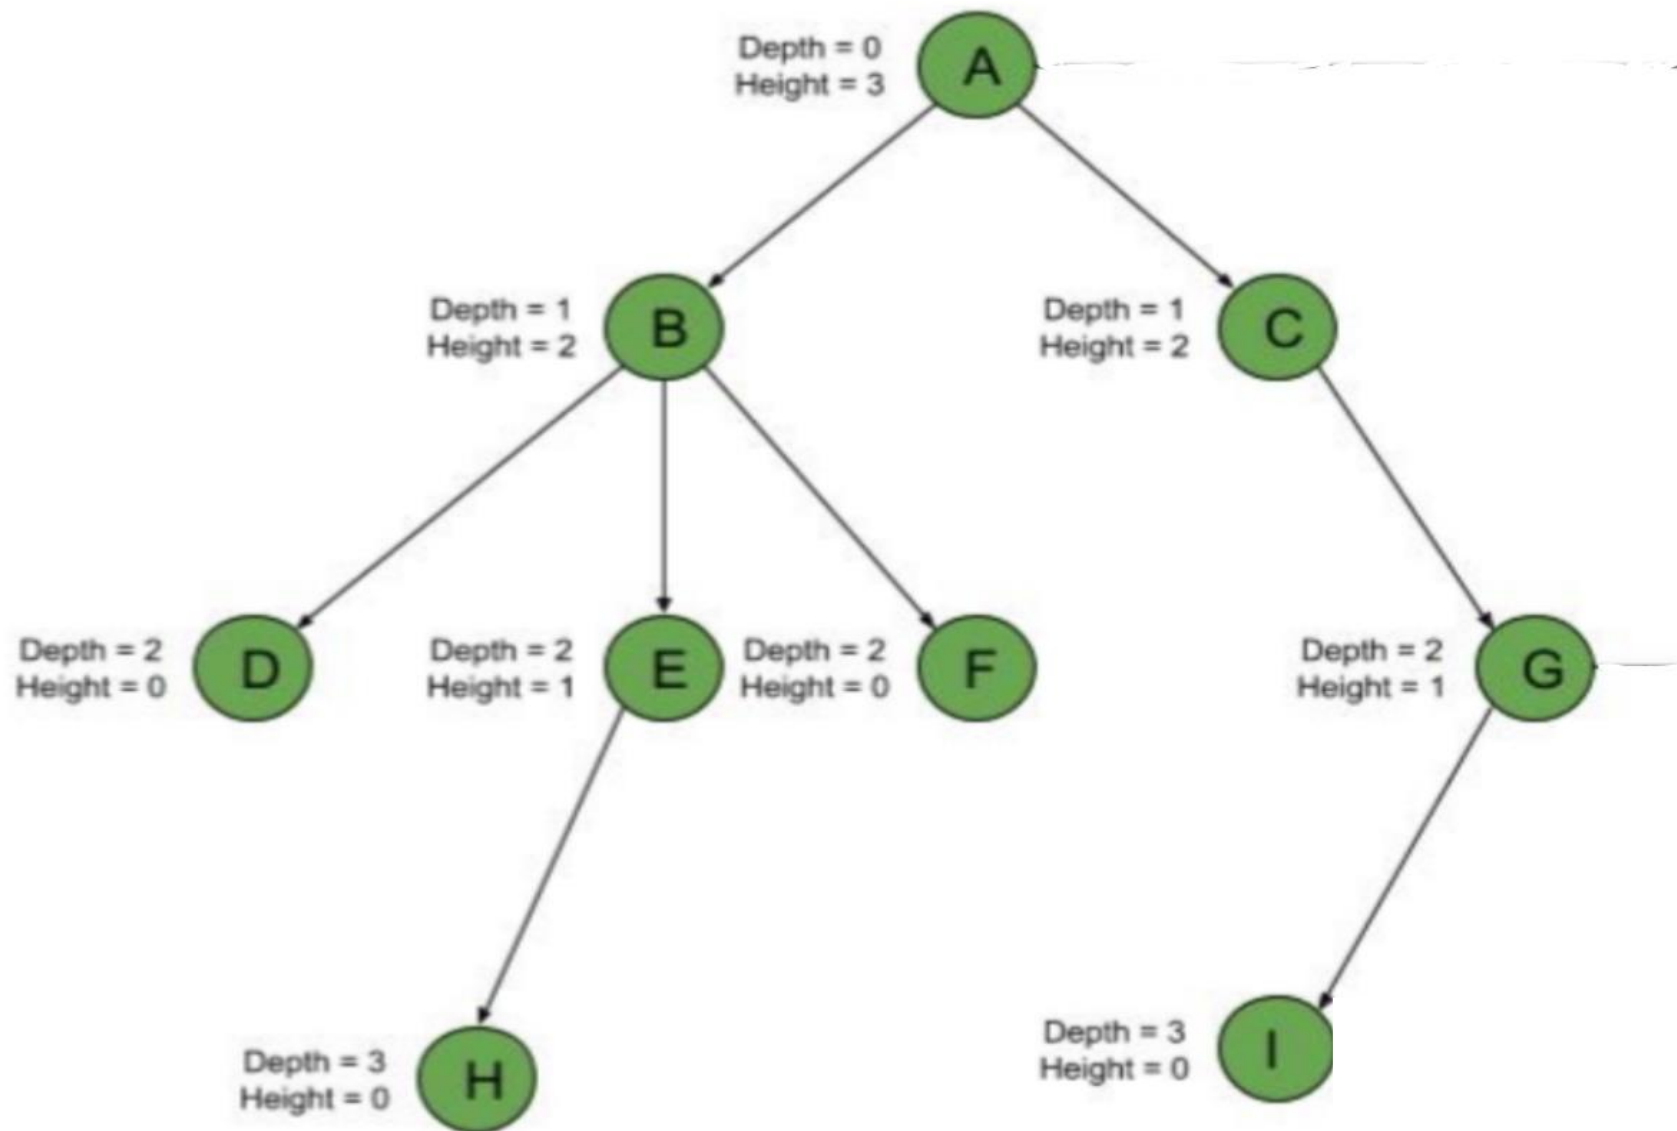 Depth = 0
Height = 3
A
Depth = 1
Height = 2
B
Depth = 1
Height = 2
C
Depth = 2
Height = 0
D
Depth = 2
Height = 1
E
Depth = 2
Height = 0
F
Depth = 2
Height = 1
G
Depth = 3
Height = 0
H
Depth = 3
Height = 0
I